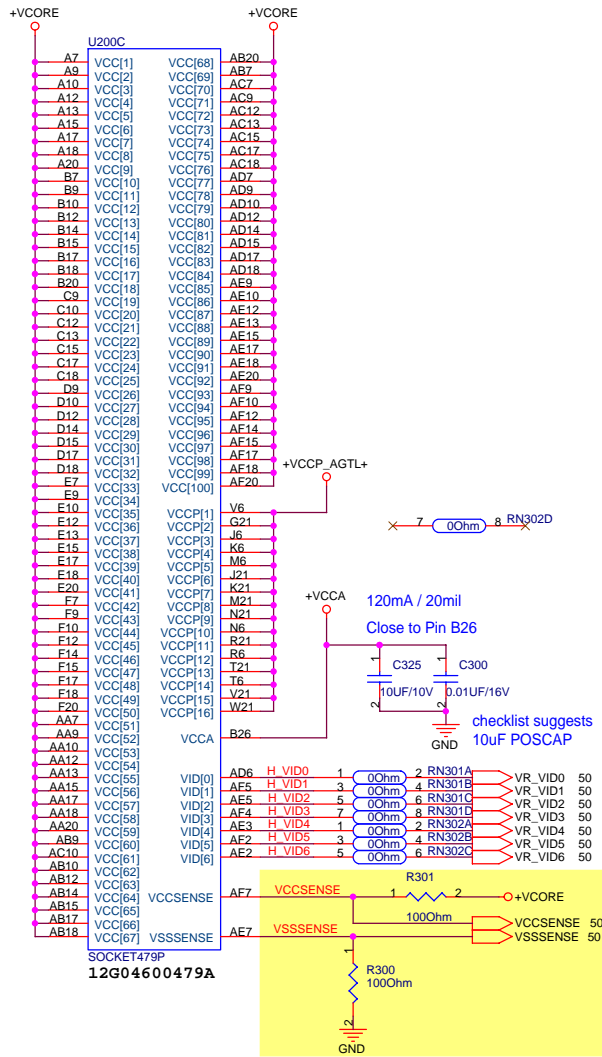 +VCORE +VCORE
U200C
A7 VCC[1] VCC[68] AB20
A9 VCC[2] VCC[69] AB7
A10 VCC[3] VCC[70] AC7
A12 VCC[4] VCC[71] AC9
A13 VCC[5] VCC[72] AC12
A15 VCC[6] VCC[73] AC13
A17 VCC[7] VCC[74] AC15
A18 VCC[8] VCC[75] AC17
A20 VCC[9] VCC[76] AC18
B7 VCC[10] VCC[77] AD7
B9 VCC[11] VCC[78] AD9
B10 VCC[12] VCC[79] AD10
B12 VCC[13] VCC[80] AD12
B14 VCC[14] VCC[81] AD14
B15 VCC[15] VCC[82] AD15
B17 VCC[16] VCC[83] AD17
B18 VCC[17] VCC[84] AD18
B20 VCC[18] VCC[85] AE9
C9 VCC[19] VCC[86] AE10
C10 VCC[20] VCC[87] AE12
C12 VCC[21] VCC[88] AE13
C13 VCC[22] VCC[89] AE15
C15 VCC[23] VCC[90] AE17
C17 VCC[24] VCC[91] AE18
C18 VCC[25] VCC[92] AE20
D9 VCC[26] VCC[93] AF9
D10 VCC[27] VCC[94] AF10
D12 VCC[28] VCC[95] AF12
D14 VCC[29] VCC[96] AF14
D15 VCC[30] VCC[97] AF15
D17 VCC[31] VCC[98] AF17
D18 VCC[32] VCC[99] AF18
E7 VCC[33] VCC[100] AF20
+VCCP_AGTL+
E9 VCC[34]
E10 VCC[35] VCCP[1] V6
E12 VCC[36] VCCP[2] G21
7 0Ohm 8 RN302D
E13 VCC[37] VCCP[3] J6
E15 VCC[38] VCCP[4] K6
E17 VCC[39] VCCP[5] M6
E18 VCC[40] VCCP[6] J21
E20 VCC[41] VCCP[7] K21
F7 VCC[42] VCCP[8] M21
F9 VCC[43] VCCP[9] N21
F10 VCC[44] VCCP[10] N6
F12 VCC[45] VCCP[11] R21
F14 VCC[46] VCCP[12] R6
F15 VCC[47] VCCP[13] T21
F17 VCC[48] VCCP[14] T6
F18 VCC[49] VCCP[15] V21
F20 VCC[50] VCCP[16] W21
+VCCA
120mA / 20mil
Close to Pin B26
1 C325 1 C300
10UF/10V 0.01UF/16V
2 2
GND
checklist suggests
10uF POSCAP
AA7 VCC[51]
AA9 VCC[52] VCCA B26
AA10 VCC[53]
AA12 VCC[54]
AA13 VCC[55] VID[0] AD6 H_VID0 1 0Ohm 2 RN301A VR_VID0 50
AA15 VCC[56] VID[1] AF5 H_VID1 3 0Ohm 4 RN301B VR_VID1 50
AA17 VCC[57] VID[2] AE5 H_VID2 5 0Ohm 6 RN301C VR_VID2 50
AA18 VCC[58] VID[3] AF4 H_VID3 7 0Ohm 8 RN301D VR_VID3 50
AA20 VCC[59] VID[4] AE3 H_VID4 1 0Ohm 2 RN302A VR_VID4 50
AB9 VCC[60] VID[5] AF2 H_VID5 3 0Ohm 4 RN302B VR_VID5 50
AC10 VCC[61] VID[6] AE2 H_VID6 5 0Ohm 6 RN302C VR_VID6 50
AB10 VCC[62]
AB12 VCC[63]
R301
AB14 VCC[64] VCCSENSE AF7 VCCSENSE 1 2 +VCORE
AB15 VCC[65]
100Ohm
AB17 VCC[66] VCCSENSE 50
AB18 VCC[67] VSSSENSE AE7 VSSSENSE VSSSENSE 50
SOCKET479P
12G04600479A
1
R300
100Ohm
2
GND